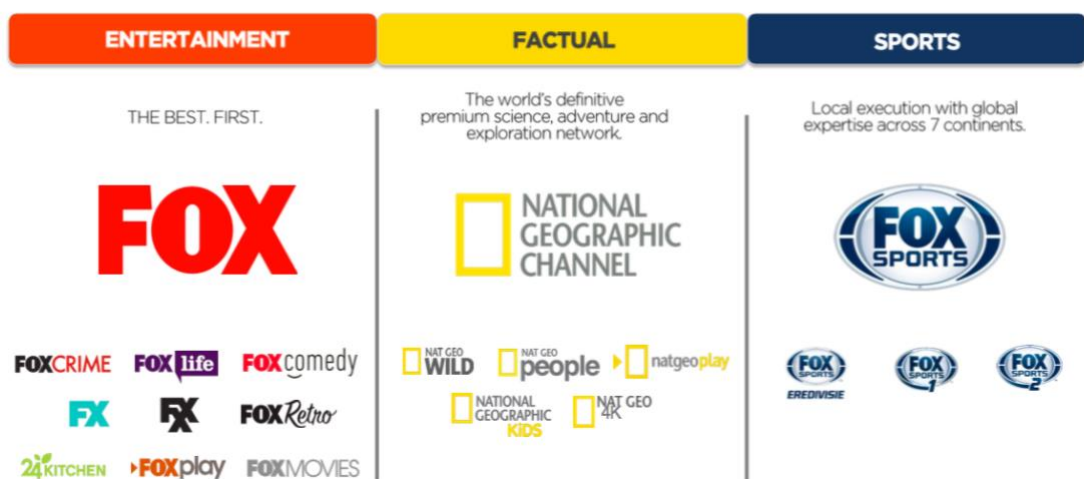 ENTERTAINMENT
FACTUAL
SPORTS
THE BEST. FIRST.
The world's definitive
premium science, adventure and
exploration network.
Local execution with global
expertise across 7 continents.
FOX
NATIONAL
GEOGRAPHIC
CHANNEL
FOX
SPORTS
FOXCRIME
FOX life
FOXcomedy
FX
FXX
FOXRetro
24KITCHEN
FOXplay
FOXMOVIES
NAT GEO
WILD
NAT GEO
people
natgeoplay
NATIONAL
GEOGRAPHIC
KiDS
NAT GEO
4K
FOX
SPORTS
EREDIVISIE
FOX
SPORTS
1
FOX
SPORTS
2